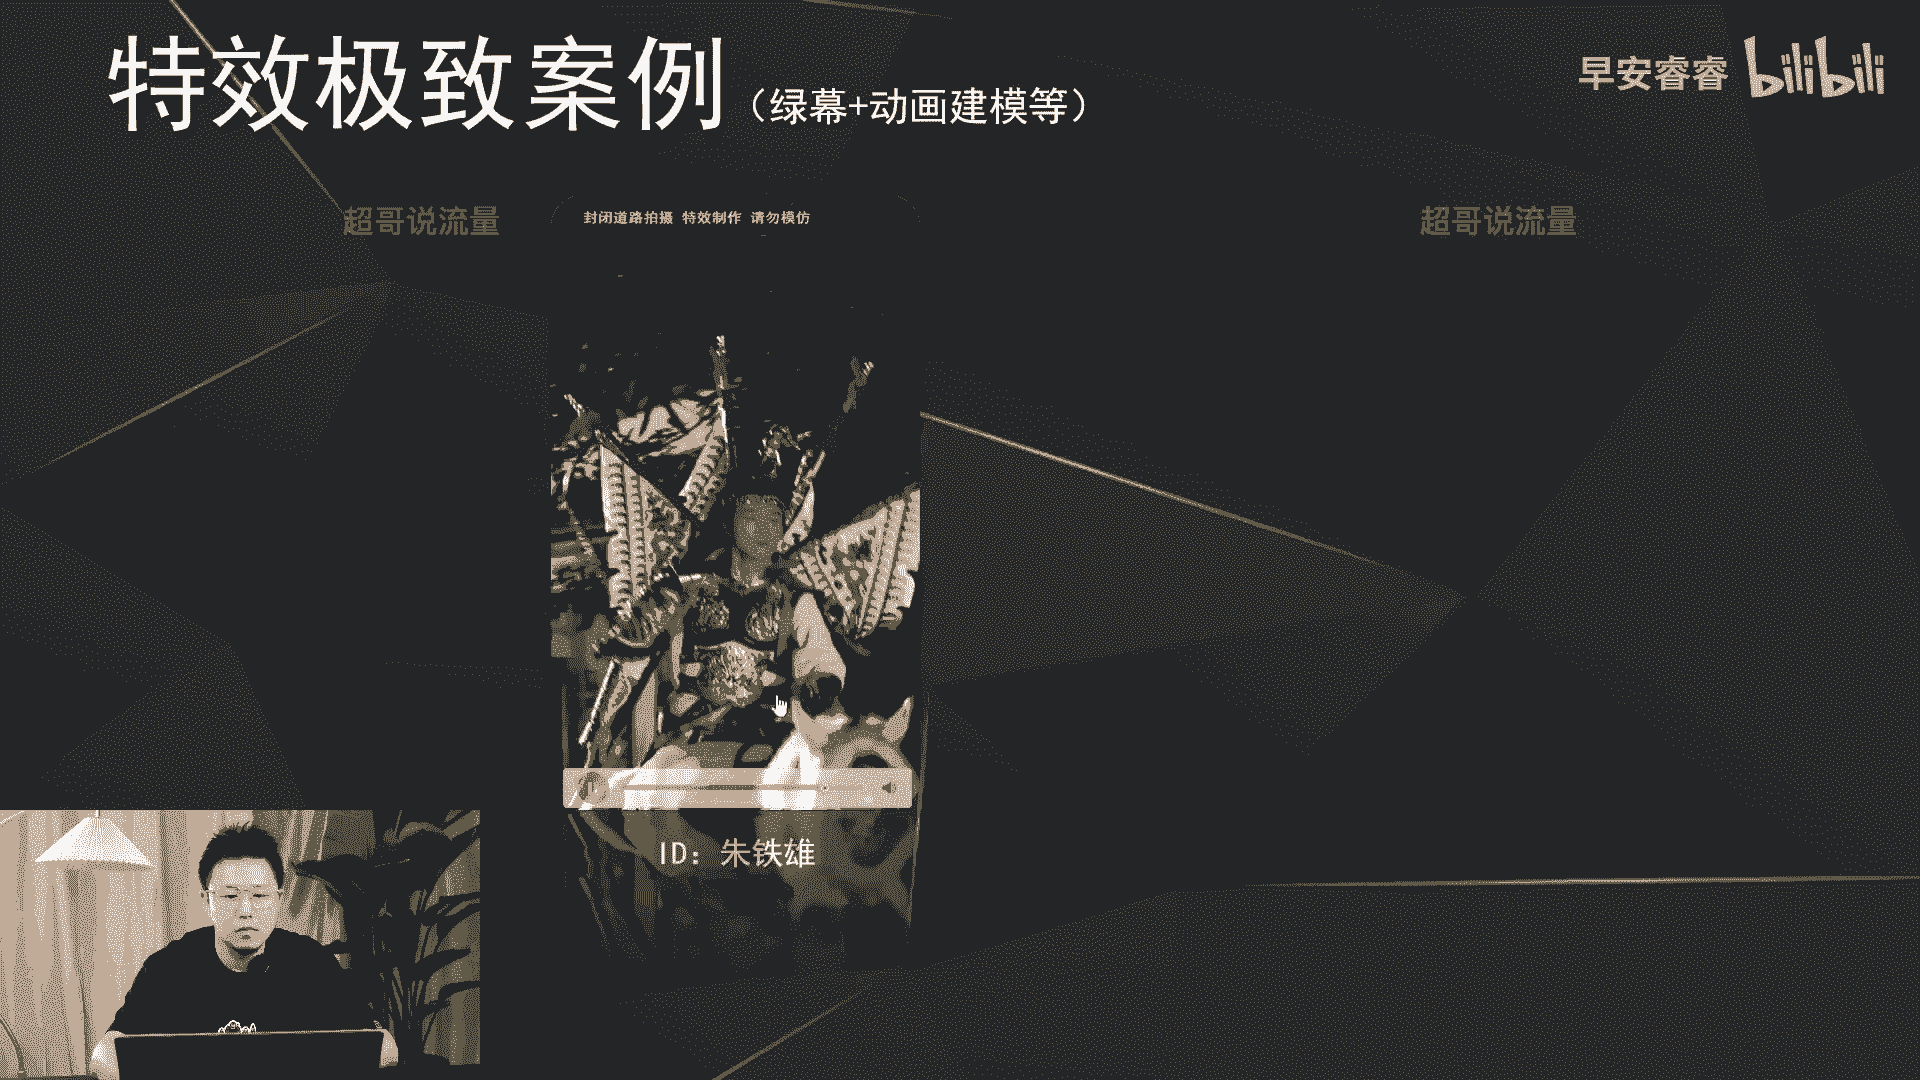 特效极致案例(绿幕+动画建模等)
早安睿睿 bilibili
超哥说流量
封闭道路拍摄 特效制作 请勿模仿
超哥说流量
ID: 朱铁雄